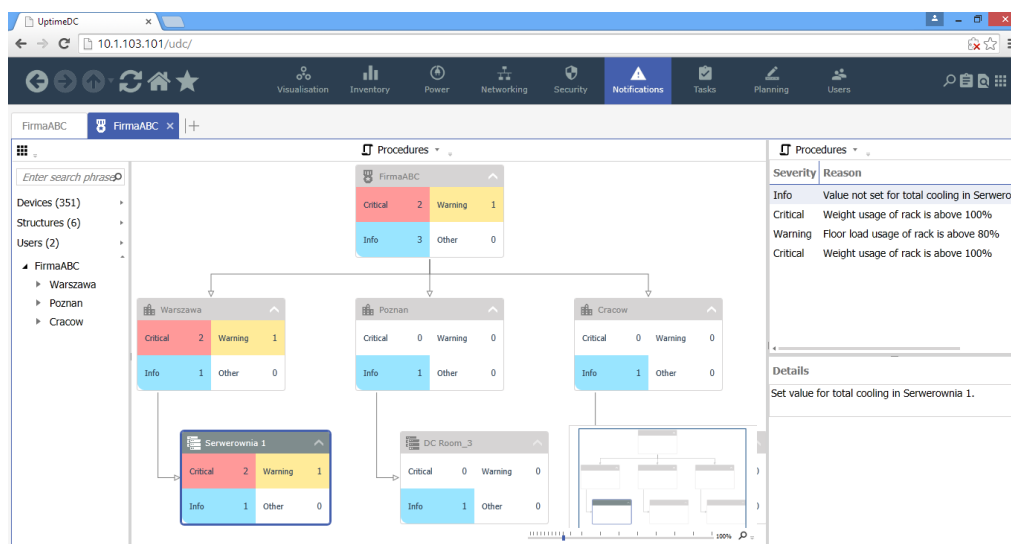 UptimeDC
10.1.103.101/udc/
Visualisation Inventory Power Networking Security Notifications Tasks Planning Users
FirmaABC FirmaABC
Procedures
Procedures
Enter search phrase
Devices (351)
Structures (6)
Users (2)
FirmaABC
Warszawa
Poznan
Cracow
FirmaABC
Critical 2 Warning 1
Info 3 Other 0
Warszawa
Critical 2 Warning 1
Info 1 Other 0
Poznan
Critical 0 Warning 0
Info 1 Other 0
Cracow
Critical 0 Warning 0
Info 1 Other 0
Serwerownia 1
Critical 2 Warning 1
Info 1 Other 0
DC Room_3
Critical 0 Warning 0
Info 1 Other 0
100%
Severity Reason
Info Value not set for total cooling in Serwero
Critical Weight usage of rack is above 100%
Warning Floor load usage of rack is above 80%
Critical Weight usage of rack is above 100%
Details
Set value for total cooling in Serwerownia 1.